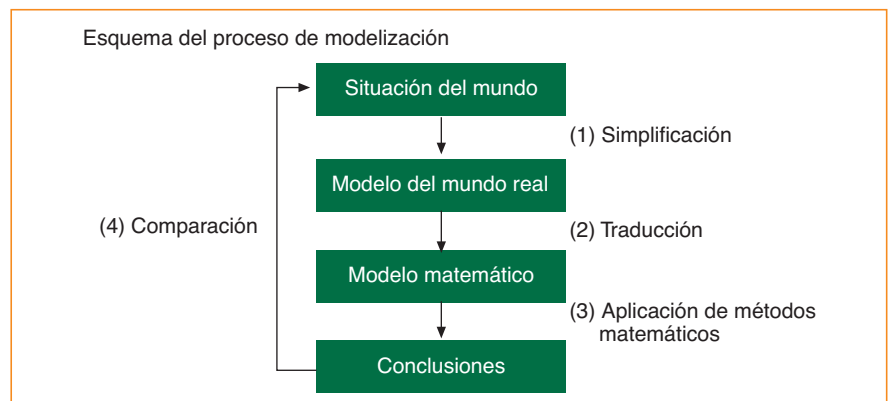 Esquema del proceso de modelización
Situación del mundo
(1) Simplificación
Modelo del mundo real
(4) Comparación
(2) Traducción
Modelo matemático
(3) Aplicación de métodos
matemáticos
Conclusiones